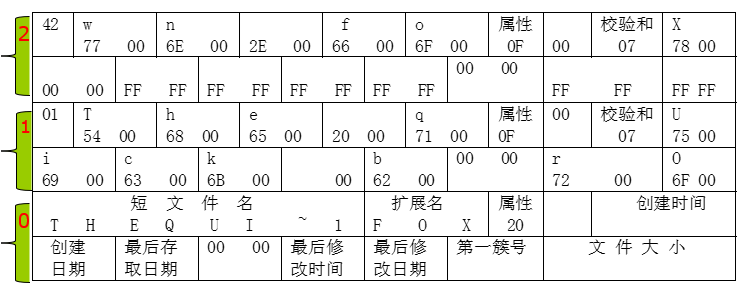 2
42 w n f o 属性 校验和 X
77 00 6E 00 2E 00 66 00 6F 00 0F 00 07 78 00
00 00
00 00 FF FF FF FF FF FF FF FF FF FF FF FF
1
01 T h e q 属性 00 校验和 U
54 00 68 00 65 00 20 00 71 00 0F 07 75 00
i c k b 00 00 r O
69 00 63 00 6B 00 00 62 00 72 00 6F 00
0
短 文 件 名 扩展名 属性 创建时间
T H E Q U I ~ 1 F O X 20
创建 最后存 00 00 最后修 最后修 第一簇号 文 件 大 小
日期 取日期 改时间 改日期